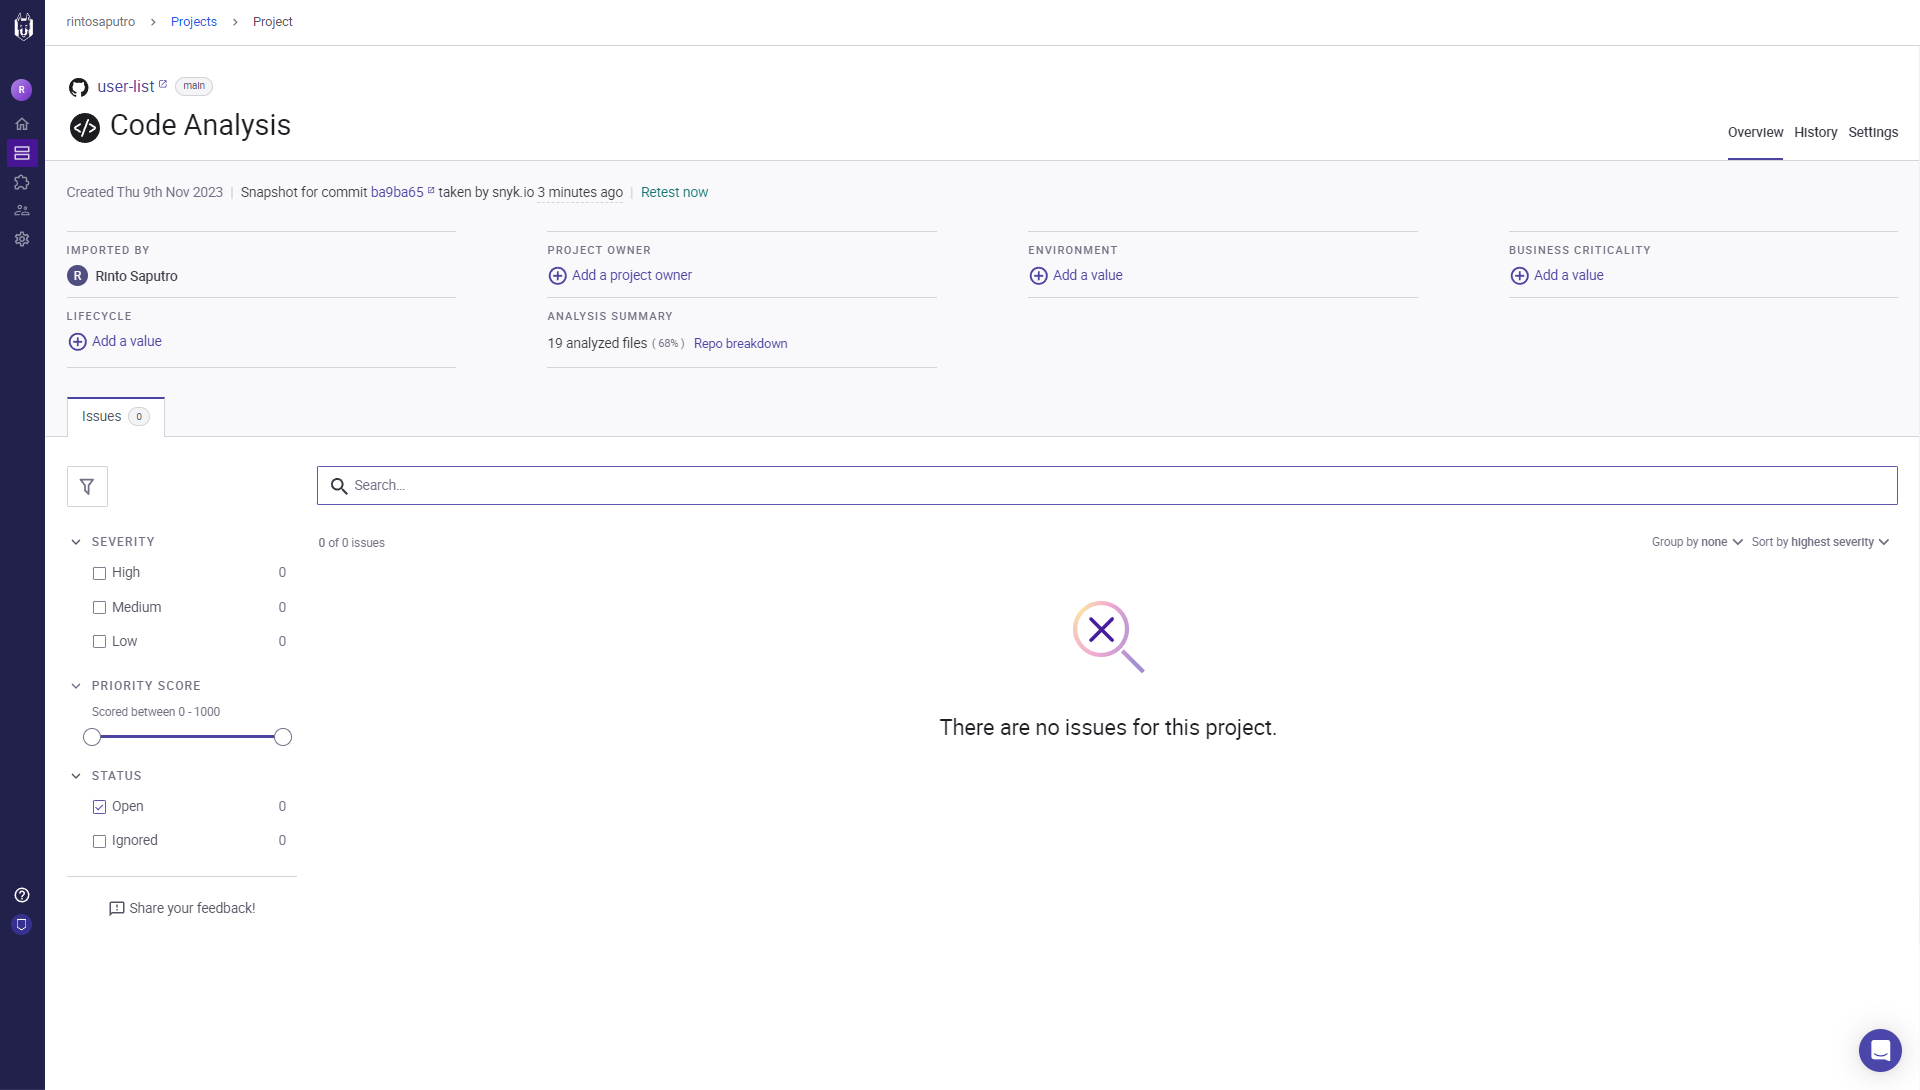 rintosaputro > Projects > Project
R
user-list main
</> Code Analysis
Overview History Settings
Created Thu 9th Nov 2023 | Snapshot for commit ba9ba65 taken by snyk.io 3 minutes ago | Retest now
IMPORTED BY
R Rinto Saputro
PROJECT OWNER
Add a project owner
ENVIRONMENT
Add a value
BUSINESS CRITICALITY
Add a value
LIFECYCLE
Add a value
ANALYSIS SUMMARY
19 analyzed files (68%) Repo breakdown
Issues 0
Search...
SEVERITY
High 0
Medium 0
Low 0
PRIORITY SCORE
Scored between 0 - 1000
STATUS
Open 0
Ignored 0
Share your feedback!
0 of 0 issues
Group by none Sort by highest severity
There are no issues for this project.